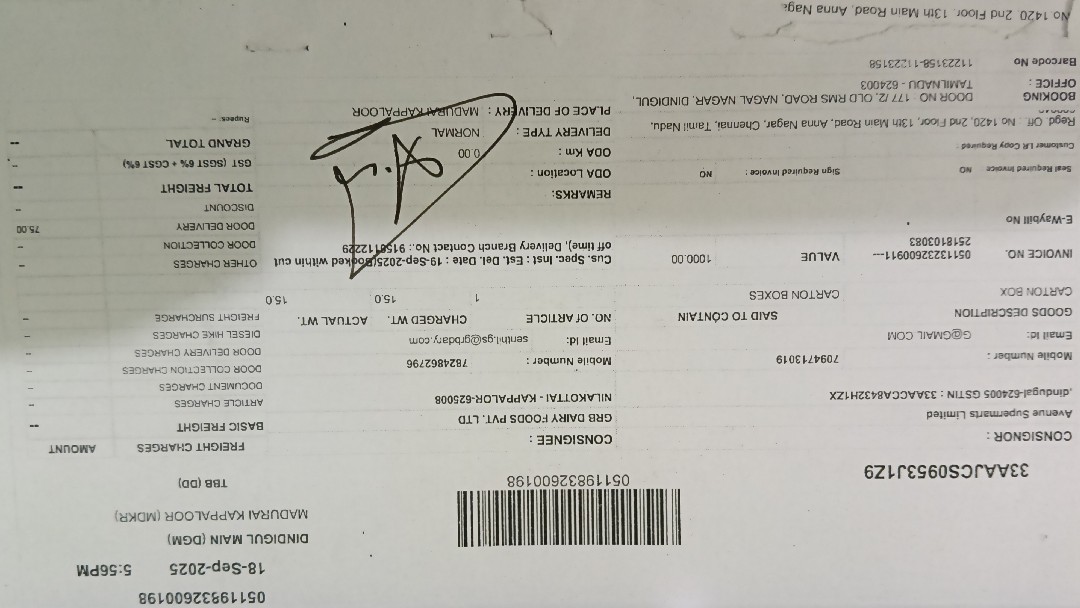 05119832600198
18-Sep-2025 5:56PM
DINDIGUL MAIN (DGM)
MADURAI KAPPALOOR (MDKR)
TBB (DD)
05119832600198
33AAJCS0953J1Z9
CONSIGNOR :
Avenue Supermarts Limited
,dindugal-624005 GSTIN : 33AACCA8432H1ZX
Mobile Number : 7094713019
Email Id: G@GMAIL COM
CONSIGNEE :
GRB DAIRY FOODS PVT. LTD
NILAKOTTAI - KAPPALOR-625008
Mobile Number : 7824862796
Email Id: senthil.gs@grbdairy.com
GOODS DESCRIPTION SAID TO CONTAIN NO. Of ARTICLE CHARGED WT. ACTUAL WT.
CARTON BOX CARTON BOXES 1 15.0 15.0
INVOICE NO. 0511323260091 1--- VALUE 1000.00
2518103083
Cus. Spec. Inst : Est. Del. Date : 19-Sep-2025(Booked within cut
off time), Delivery Branch Contact No.: 9158112229
E-Waybill No
REMARKS:
Seal Required Invoice NO Sign Required Invoice : NO
ODA Location :
Customer LR Copy Required :
ODA Km : 0.00
Regd. Off No 1420, 2nd Floor, 13th Main Road, Anna Nagar, Chennai, Tamil Nadu,
DELIVERY TYPE : NORMAL
BOOKING OFFICE : DOOR NO : 177 /2, OLD RMS ROAD, NAGAL NAGAR, DINDIGUL,
TAMILNADU - 624003
PLACE OF DELIVERY : MADURAI KAPPALOOR
Barcode No 11223158-11223158
No 1420 2nd Floor. 13th Main Road, Anna Nag
FREIGHT CHARGES AMOUNT
BASIC FREIGHT --
ARTICLE CHARGES --
DOCUMENT CHARGES --
DOOR COLLECTION CHARGES --
DOOR DELIVERY CHARGES --
DIESEL HIKE CHARGES --
FREIGHT SURCHARGE --
OTHER CHARGES --
DOOR COLLECTION --
DOOR DELIVERY 75.00
DISCOUNT --
TOTAL FREIGHT --
GST (SGST 6% + CGST 6%) --
GRAND TOTAL --
Rupees: -